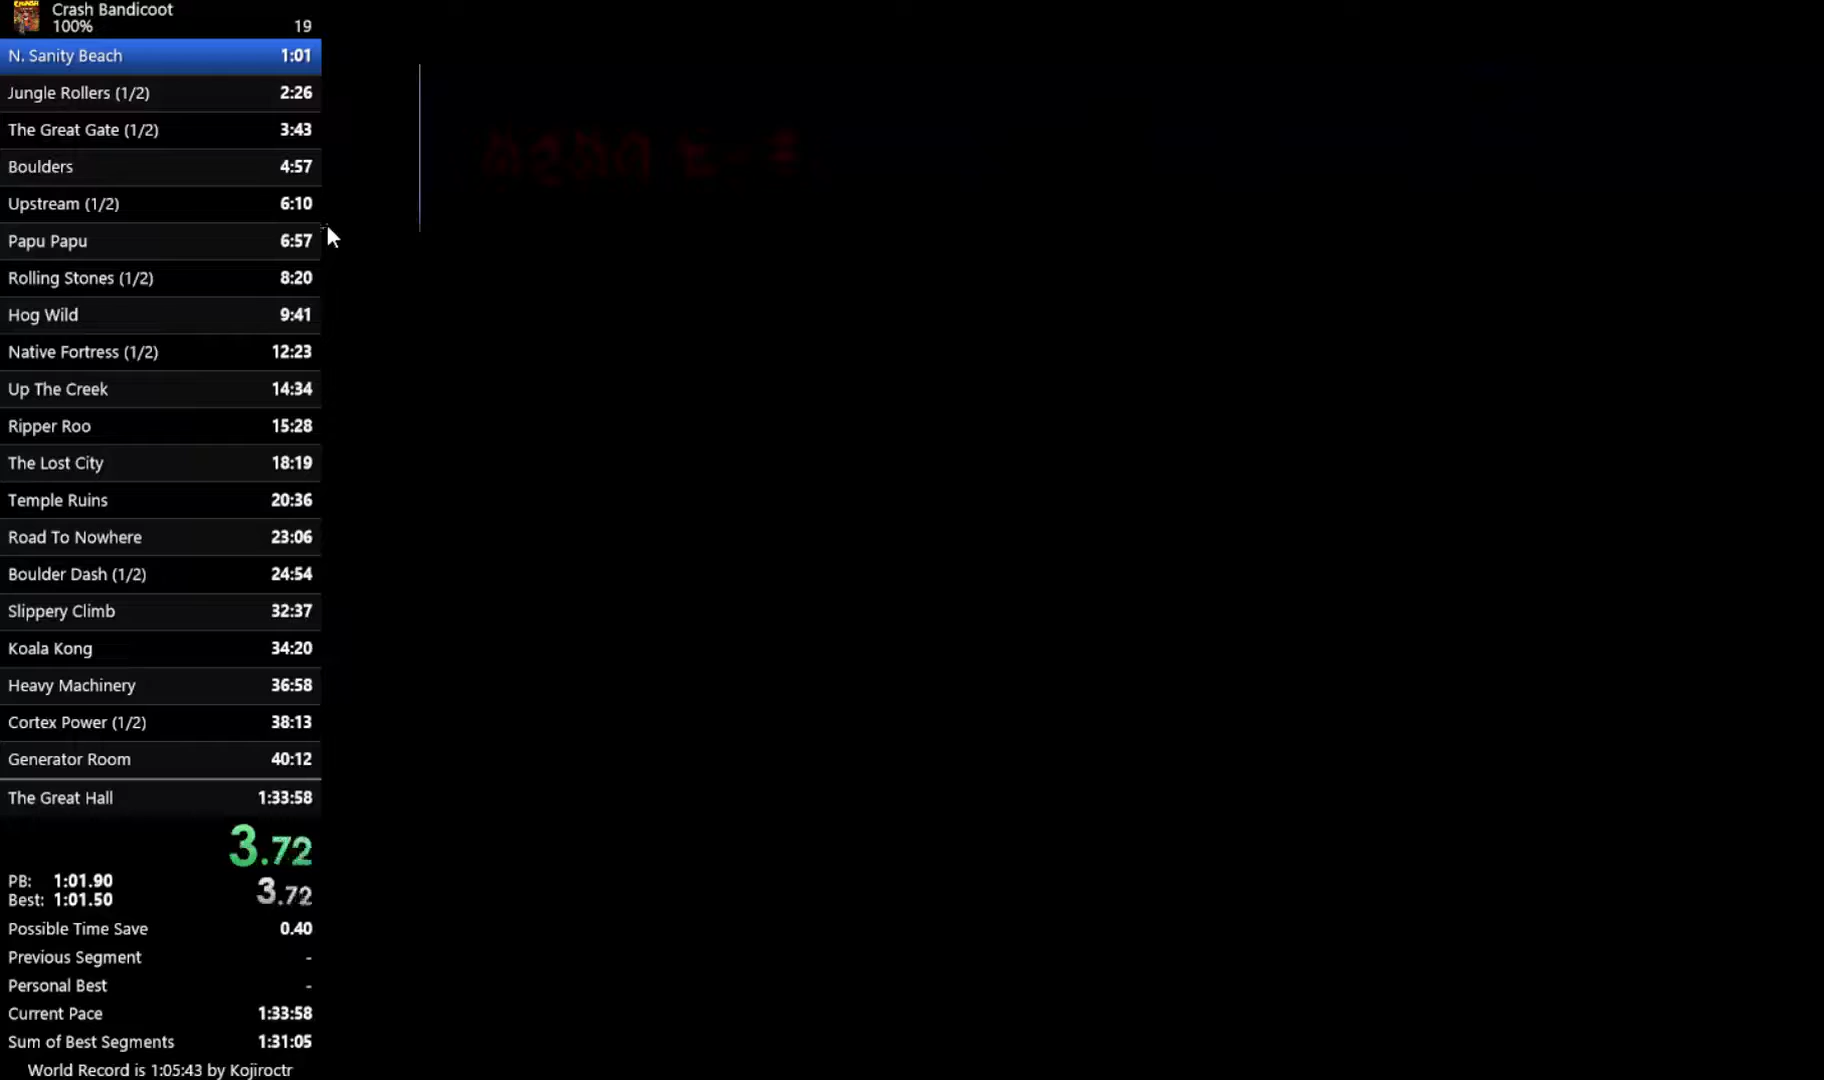 Crash Bandicoot
100% 19
N. Sanity Beach 1:01
Jungle Rollers (1/2) 2:26
The Great Gate (1/2) 3:43
Boulders 4:57
Upstream (1/2) 6:10
Papu Papu 6:57
Rolling Stones (1/2) 8:20
Hog Wild 9:41
Native Fortress (1/2) 12:23
Up The Creek 14:34
Ripper Roo 15:28
The Lost City 18:19
Temple Ruins 20:36
Road To Nowhere 23:06
Boulder Dash (1/2) 24:54
Slippery Climb 32:37
Koala Kong 34:20
Heavy Machinery 36:58
Cortex Power (1/2) 38:13
Generator Room 40:12
The Great Hall 1:33:58
3.72
PB: 1:01.90
Best: 1:01.50
3.72
Possible Time Save 0.40
Previous Segment -
Personal Best -
Current Pace 1:33:58
Sum of Best Segments 1:31:05
World Record is 1:05:43 by Kojiroctr